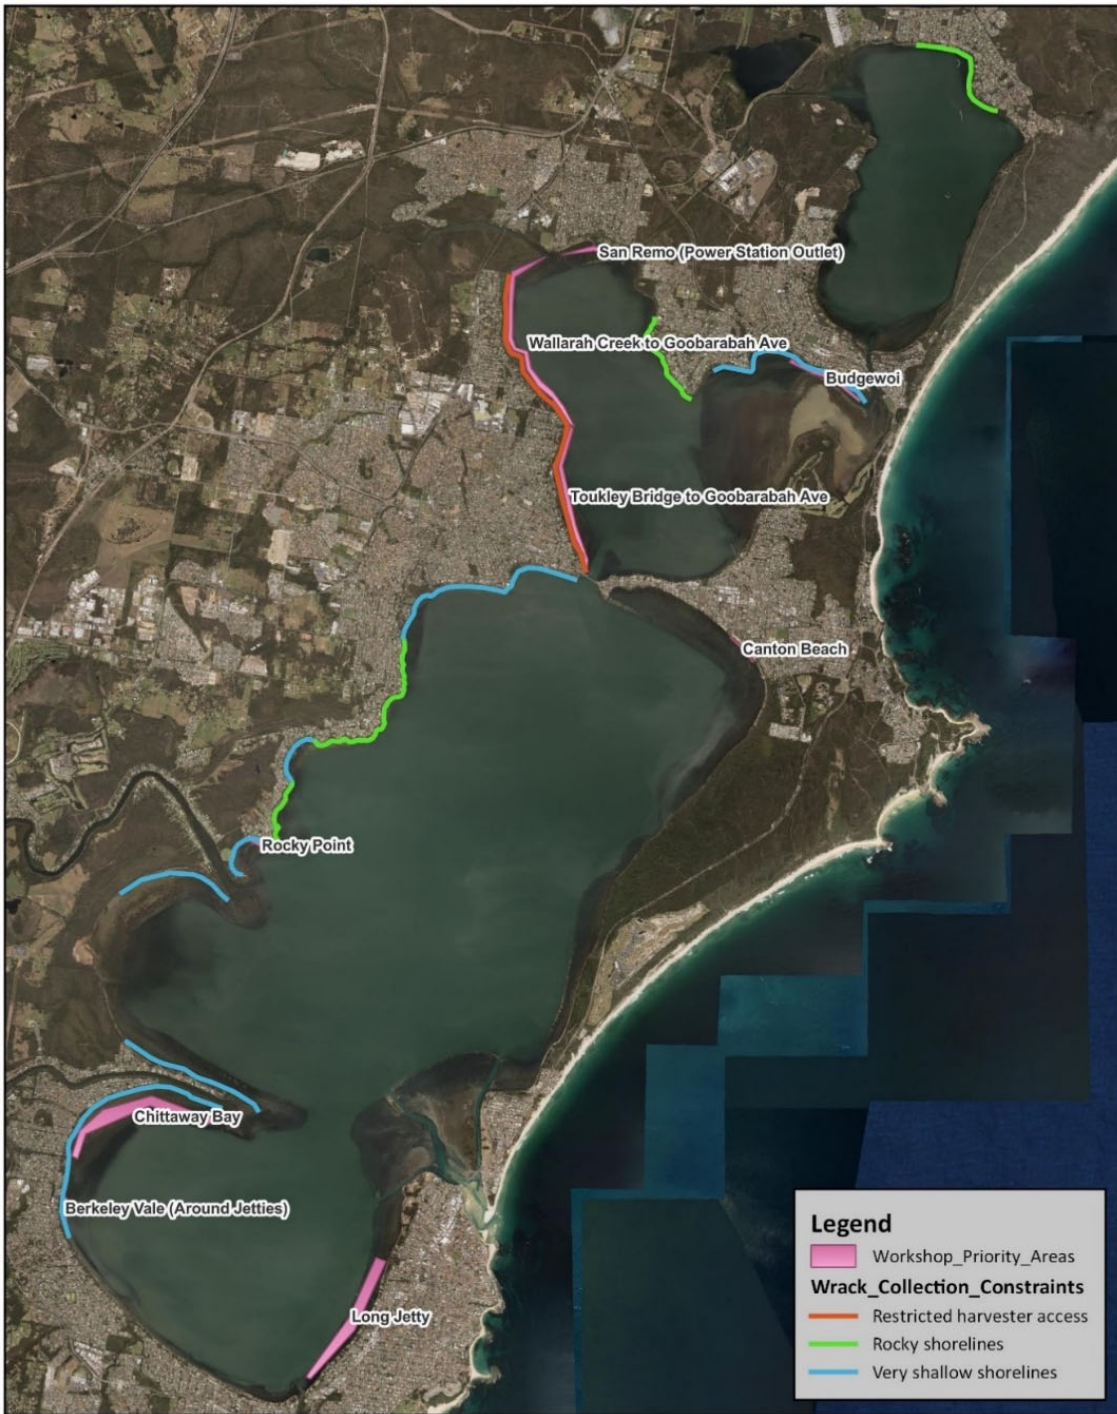 San Remo (Power Station Outlet)
Wallarah Creek to Goobarabah Ave
Budgewoi
Toukley Bridge to Goobarabah Ave
Canton Beach
Rocky Point
Chittaway Bay
Berkeley Vale (Around Jetties)
Long Jetty
Legend
Workshop_Priority_Areas
Wrack_Collection_Constraints
Restricted harvester access
Rocky shorelines
Very shallow shorelines